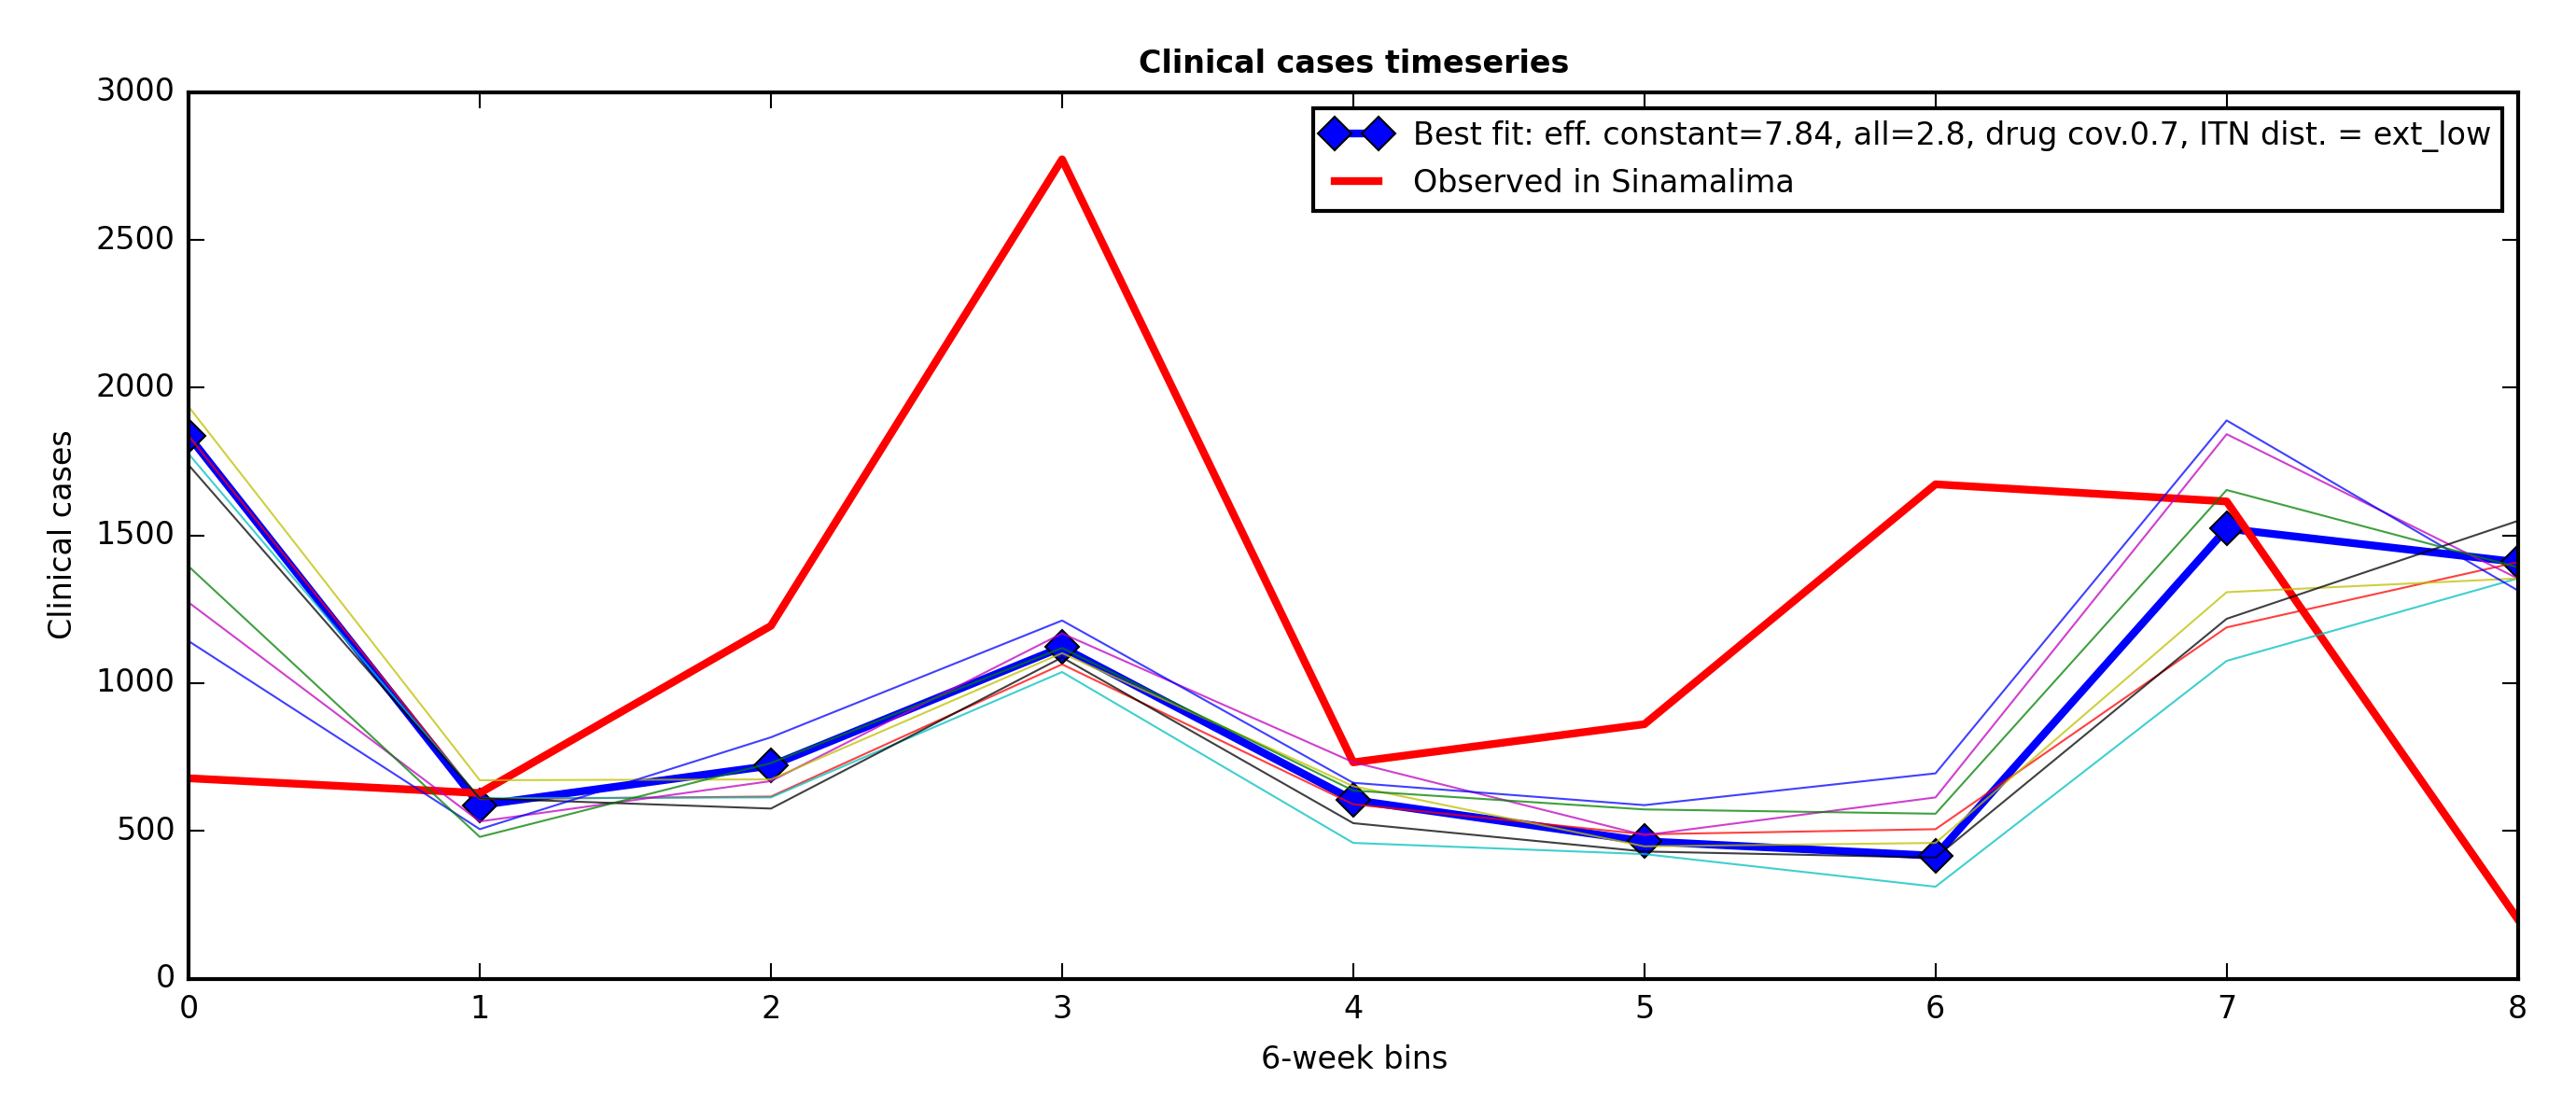 Clinical cases timeseries
3000
2500
2000
1500
1000
500
0
Clinical cases
Best fit: eff. constant=7.84, all=2.8, drug cov.0.7, ITN dist. = ext_low
Observed in Sinamalima
0 1 2 3 4 5 6 7 8
6-week bins